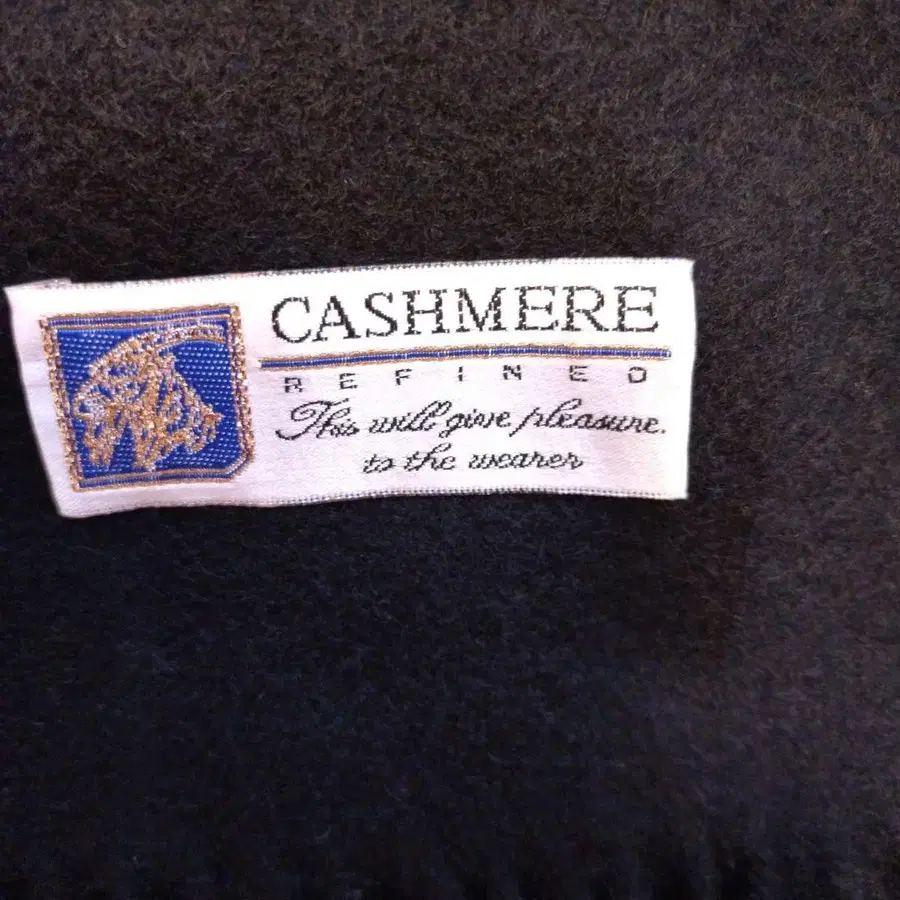 CASHMERE
REFINED
This will give pleasure.
to the wearer